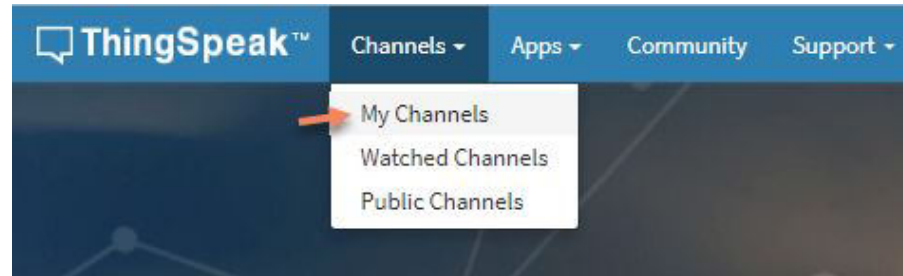 ThingSpeak™ Channels Apps Community Support
My Channels
Watched Channels
Public Channels